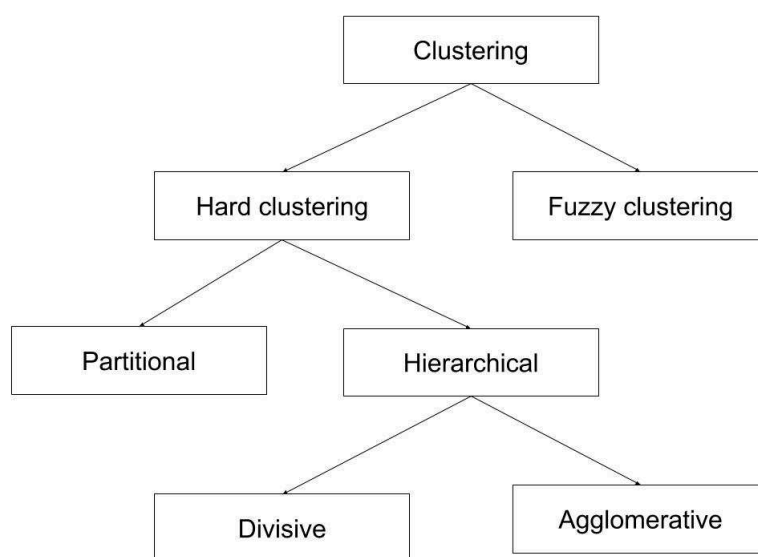 Clustering
Hard clustering
Fuzzy clustering
Partitional
Hierarchical
Divisive
Agglomerative